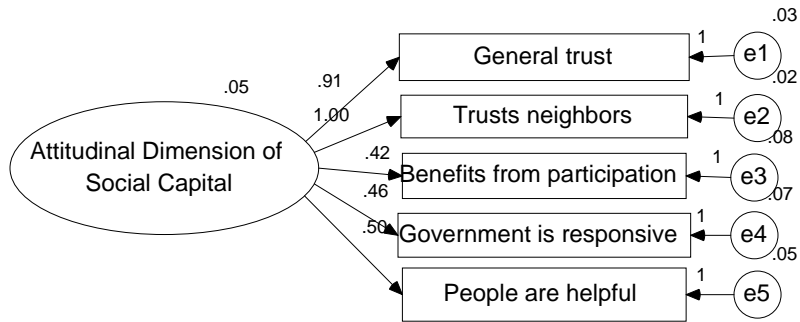 .03
1
General trust
e1
.91
.05
.02
1
1.00
Trusts neighbors
e2
Attitudinal Dimension of
Social Capital
.08
1
.42
Benefits from participation
e3
.46
.07
1
.50
Government is responsive
e4
.05
1
People are helpful
e5